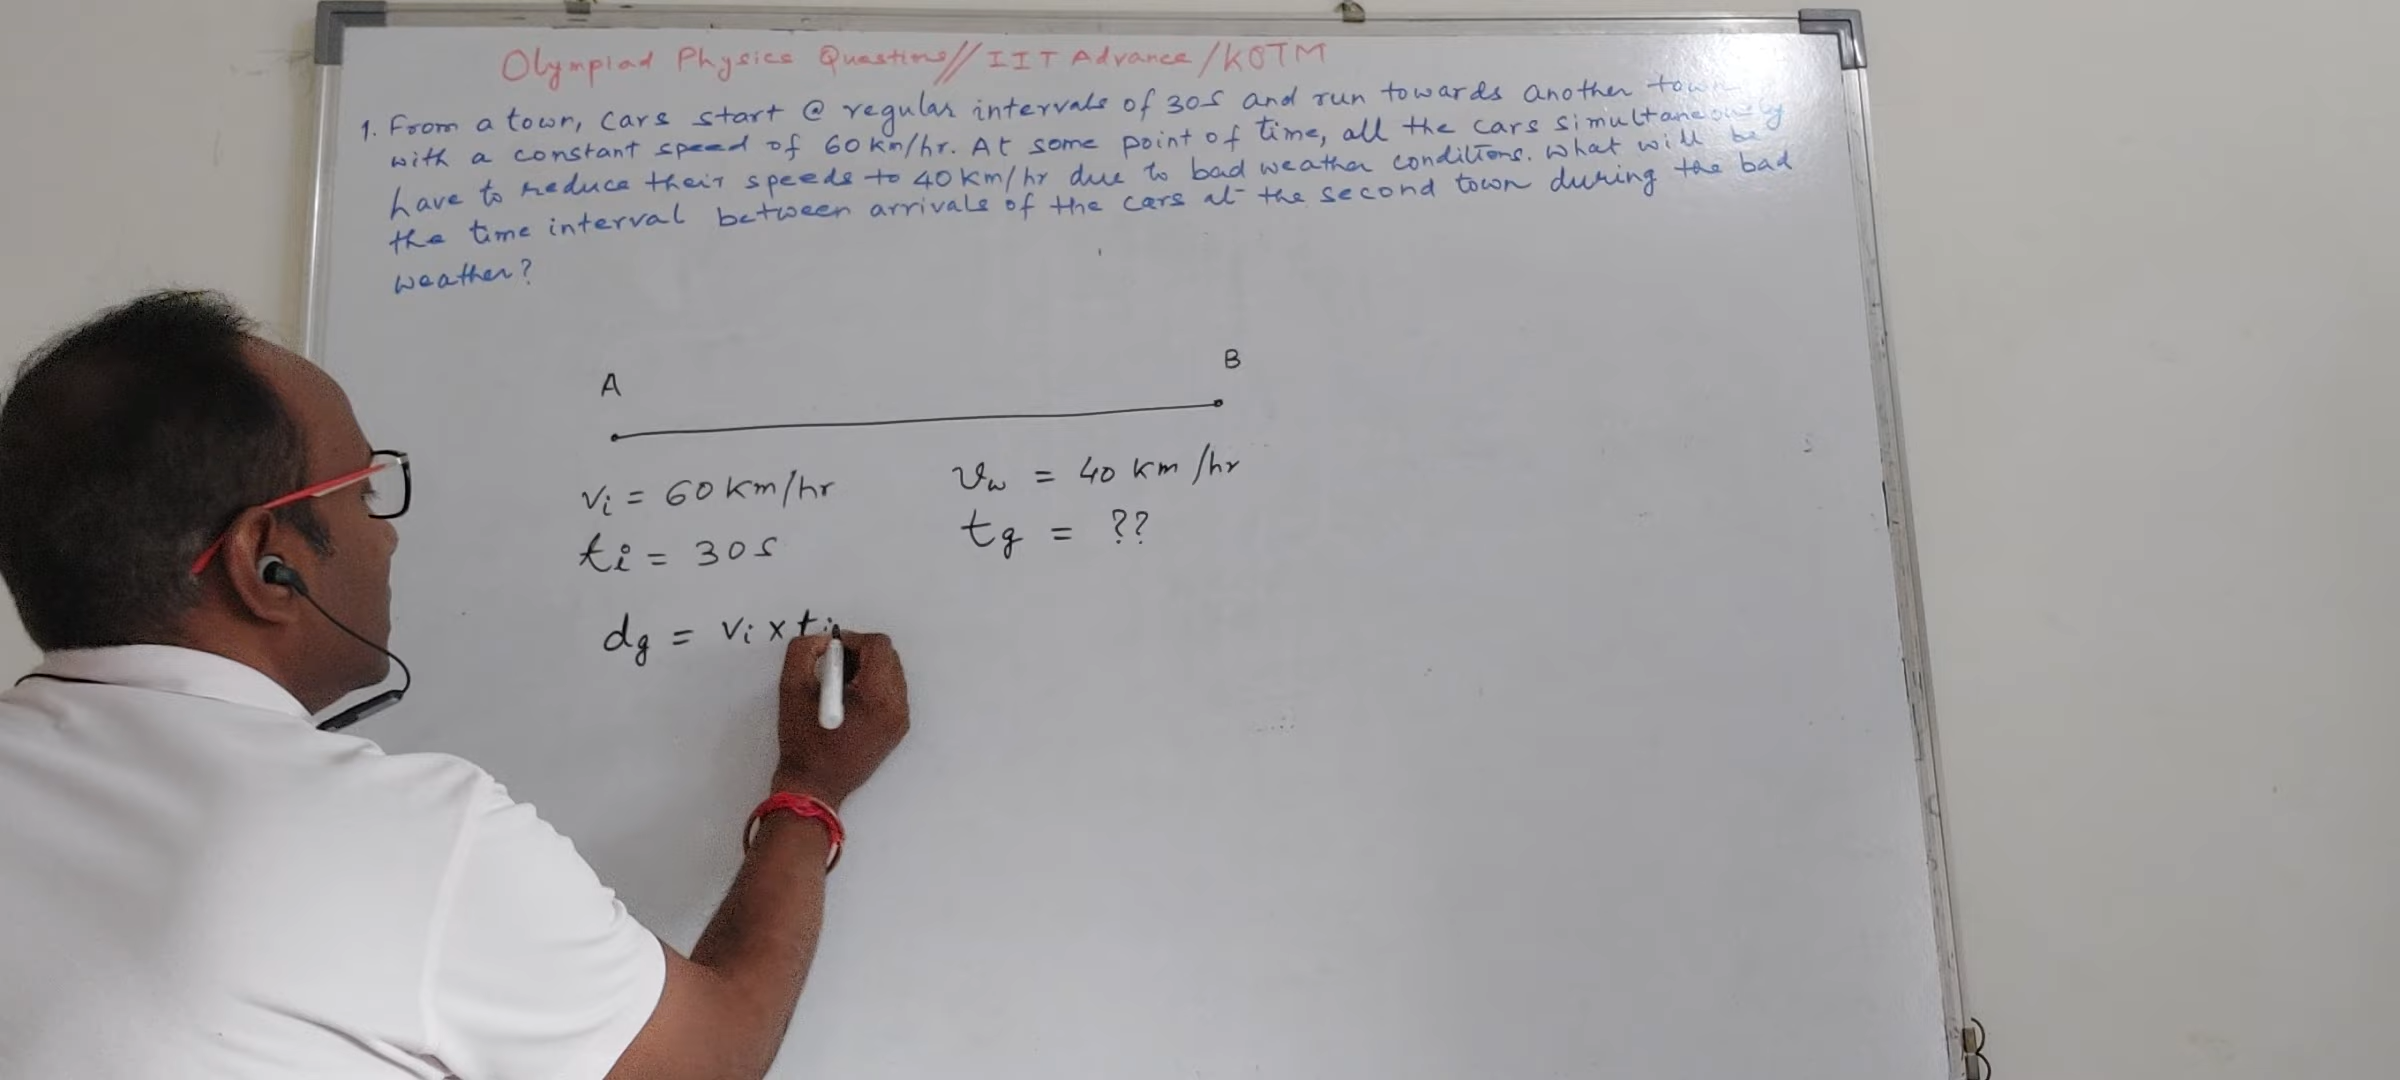 Olympiad Physics Questions // IIT Advance / KOTM
1. From a town, cars start @ regular intervals of 30s and run towards another town
with a constant speed of 60 km/hr. At some point of time, all the cars simultaneously
have to reduce their speeds to 40 km/hr due to bad weather conditions. What will be
the time interval between arrivals of the cars at the second town during the bad
weather?
A
B
vi = 60 km/hr
vw = 40 km/hr
ti = 30s
tg = ??
dg = vi × ti